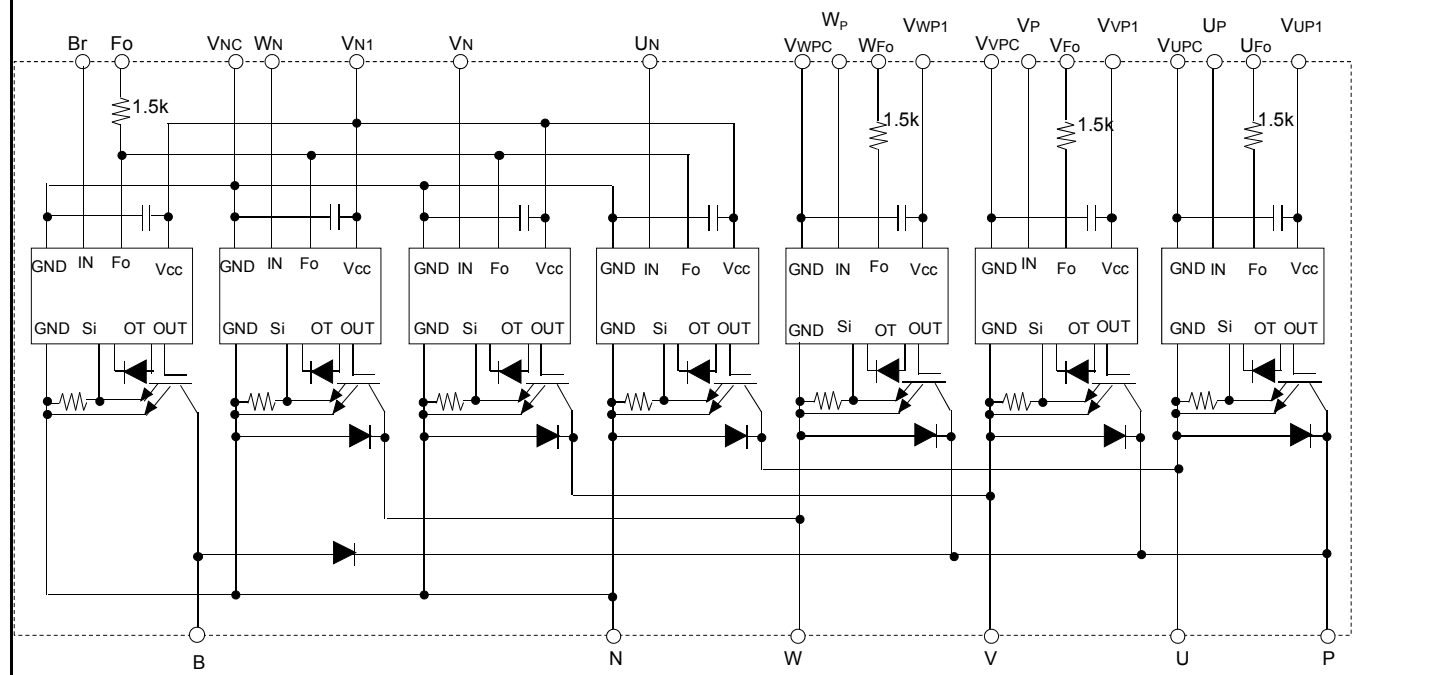 WP VWP1 VP VVP1 UP VUP1
Br Fo VNC WN VN1 VN UN VWPC WFo VVPC VFo VUPC UFo
1.5k 1.5k 1.5k 1.5k
GND IN Fo Vcc GND IN Fo Vcc GND IN Fo Vcc GND IN Fo Vcc GND IN Fo Vcc GND IN Fo Vcc GND IN Fo Vcc
GND Si OT OUT GND Si OT OUT GND Si OT OUT GND Si OT OUT GND Si OT OUT GND Si OT OUT GND Si OT OUT
B N W V U P